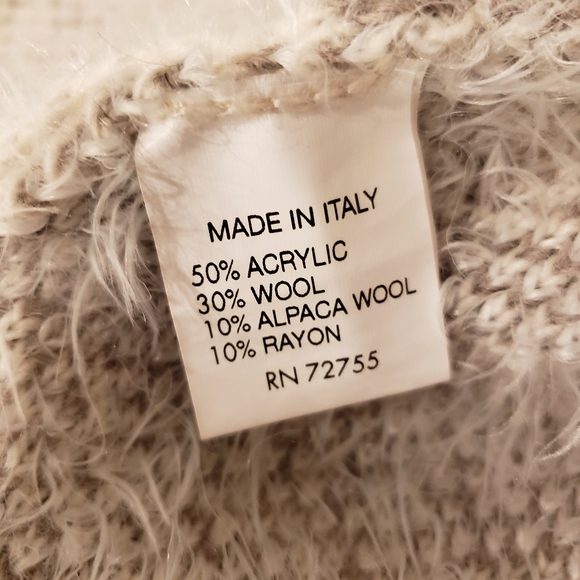 MADE IN ITALY
50% ACRYLIC
30% WOOL
10% ALPACA WOOL
10% RAYON
RN 72755